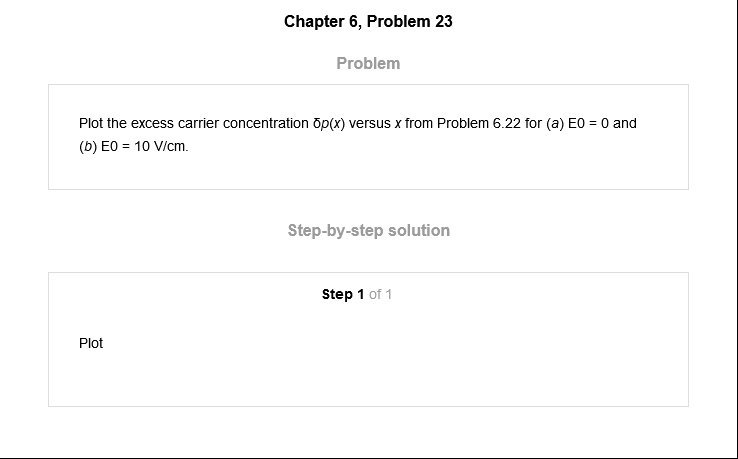 Chapter 6, Problem 23
Problem
Plot the excess carrier concentration δp(x) versus x from Problem 6.22 for (a) E0 = 0 and
(b) E0 = 10 V/cm.
Step-by-step solution
Step 1 of 1
Plot